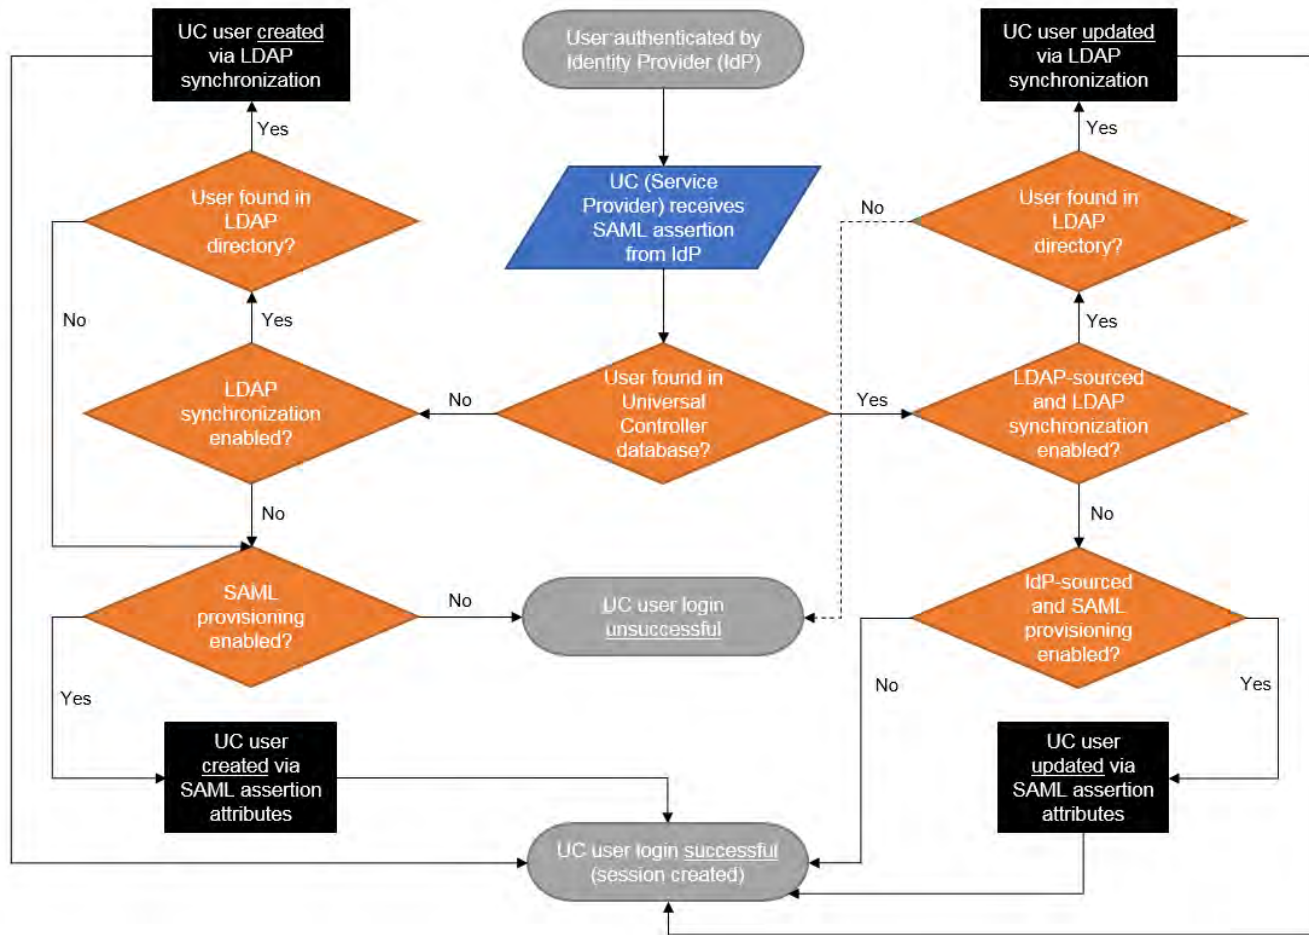 UC user created
via LDAP
synchronization
User authenticated by
Identity Provider (IdP)
UC user updated
via LDAP
synchronization
Yes
Yes
User found in
LDAP
directory?
UC (Service
Provider) receives
SAML assertion
from IdP
No
User found in
LDAP
directory?
No
Yes
Yes
LDAP
synchronization
enabled?
No
User found in
Universal
Controller
database?
Yes
LDAP-sourced
and LDAP
synchronization
enabled?
No
No
SAML
provisioning
enabled?
No
UC user login
unsuccessful
IdP-sourced
and SAML
provisioning
enabled?
Yes
No
Yes
UC user
created via
SAML assertion
attributes
UC user
updated via
SAML assertion
attributes
UC user login successful
(session created)